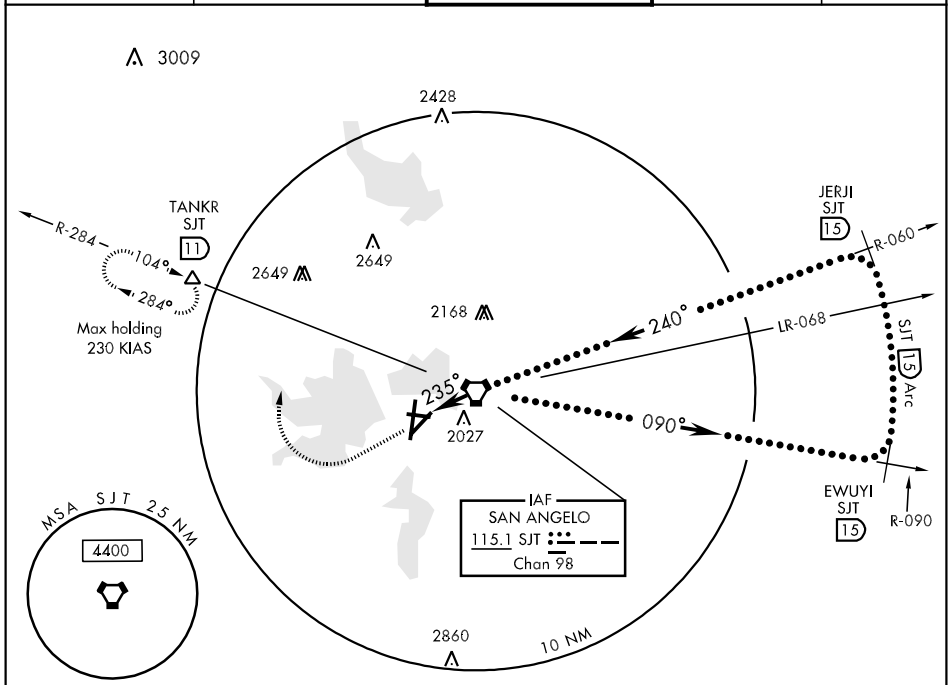 3009
2428
TANKR
SJT
11
R-284
104°
284°
Max holding
230 KIAS
2649
2649
2168
JERJI
SJT
15
R-060
240°
LR-068
SJT 15 Arc
235°
2027
090°
EWUYI
SJT
15
R-090
IAF
SAN ANGELO
115.1 SJT
Chan 98
MSA SJT 25 NM
4400
2860
10 NM